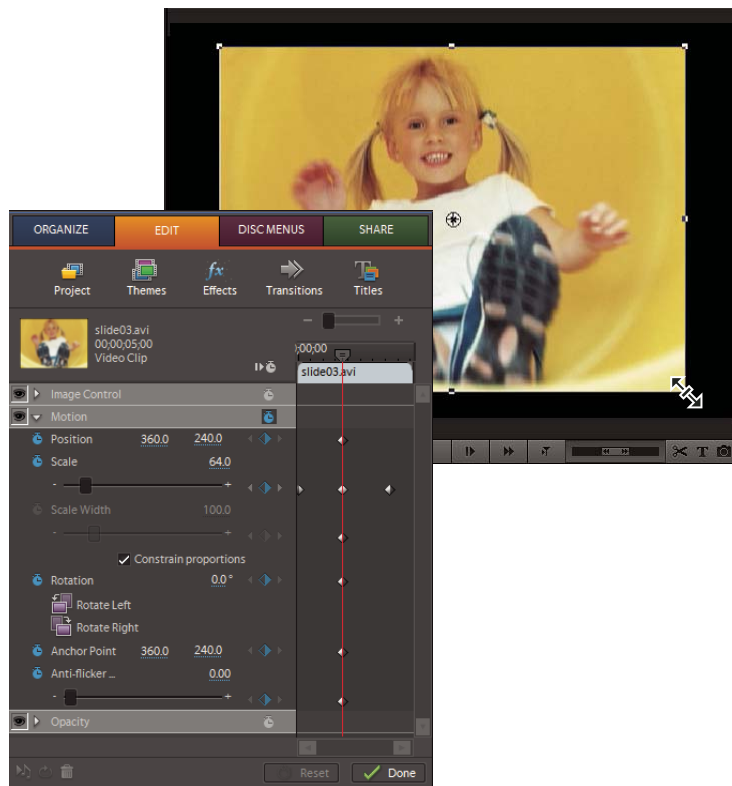 ORGANIZE EDIT DISC MENUS SHARE
Project Themes Effects Transitions Titles
slide03.avi
00;00;05;00
Video Clip
;00;00
slide03.avi
Image Control
Motion
Position 360.0 240.0
Scale 64.0
- +
Scale Width 100.0
- +
Constrain proportions
Rotation 0.0 °
Rotate Left
Rotate Right
Anchor Point 360.0 240.0
Anti-flicker ... 0.00
- +
Opacity
Reset Done